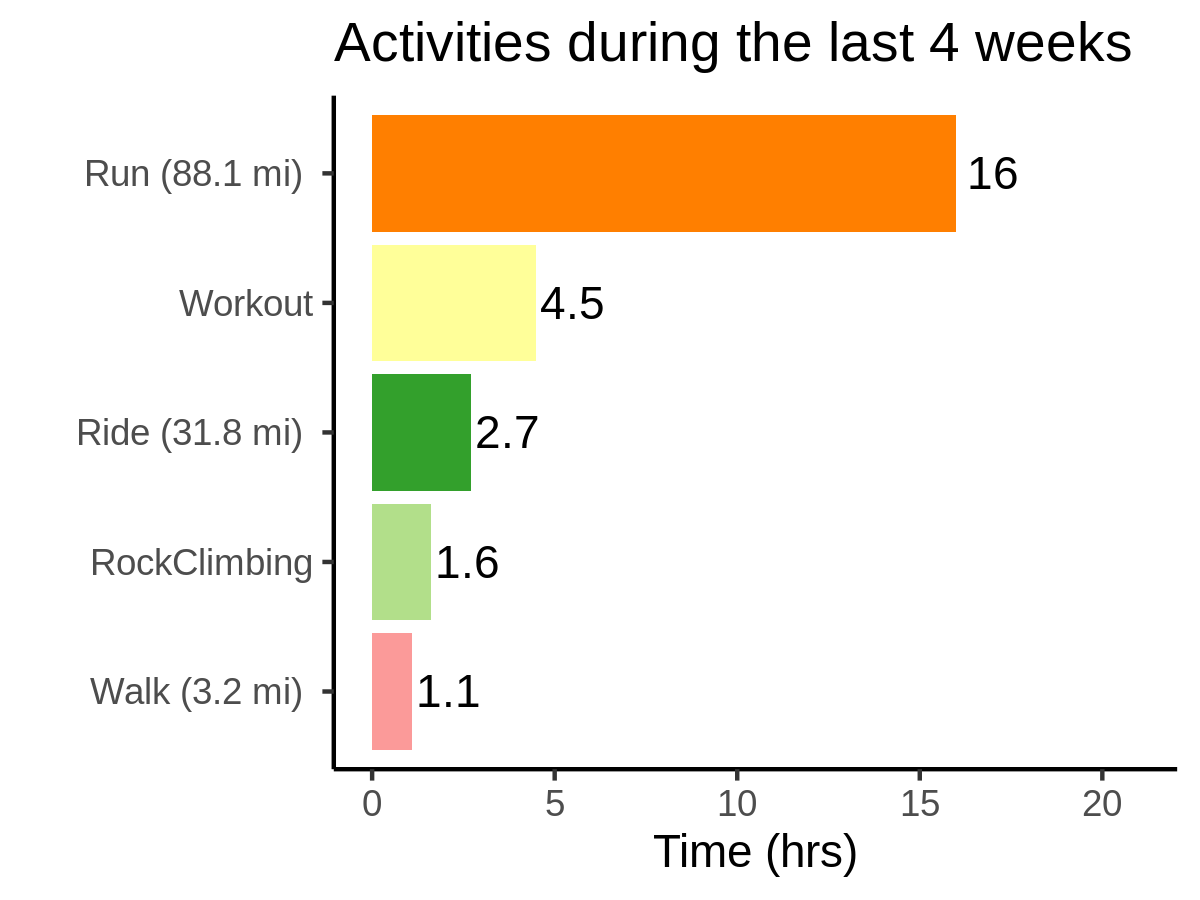 Activities during the last 4 weeks
Run (88.1 mi) 16
Workout 4.5
Ride (31.8 mi) 2.7
RockClimbing 1.6
Walk (3.2 mi) 1.1
0 5 10 15 20
Time (hrs)